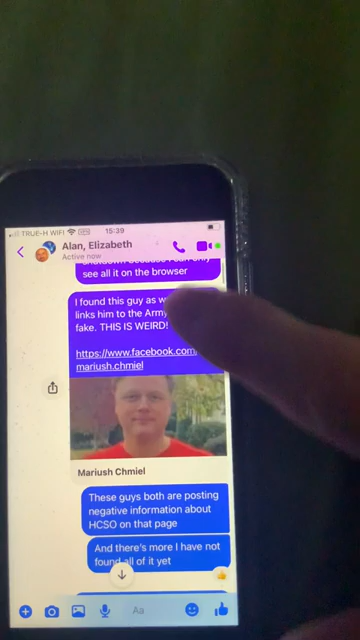 TRUE-H WIFI VPN 15:39
Alan, Elizabeth
Active now
see all it on the browser
I found this guy as
links him to the Army
fake. THIS IS WEIRD!
https://www.facebook.com/
mariush.chmiel
Mariush Chmiel
These guys both are posting
negative information about
HCSO on that page
And there's more I have not
found all of it yet
Aa